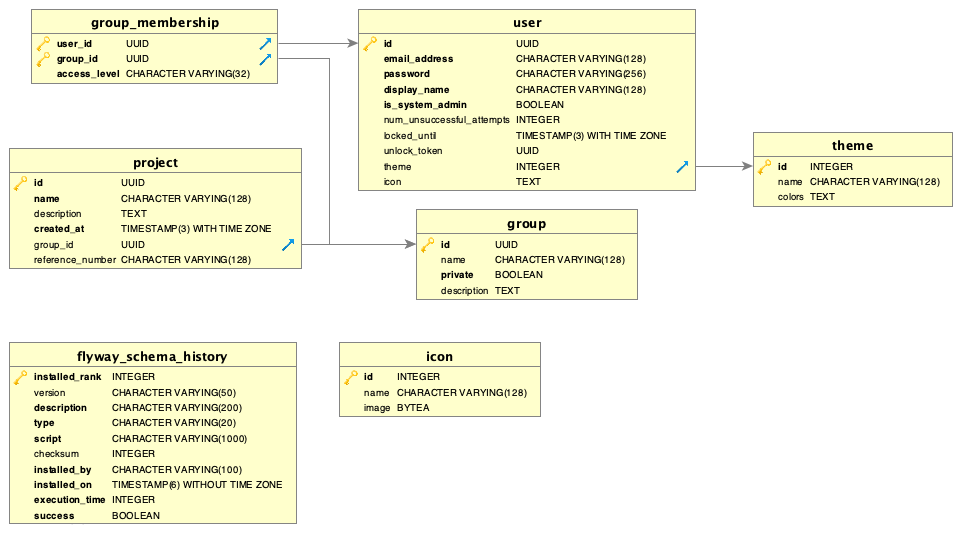 group_membership
user_id UUID
group_id UUID
access_level CHARACTER VARYING(32)
user
id UUID
email_address CHARACTER VARYING(128)
password CHARACTER VARYING(256)
display_name CHARACTER VARYING(128)
is_system_admin BOOLEAN
num_unsuccessful_attempts INTEGER
locked_until TIMESTAMP(3) WITH TIME ZONE
unlock_token UUID
theme INTEGER
icon TEXT
theme
id INTEGER
name CHARACTER VARYING(128)
colors TEXT
project
id UUID
name CHARACTER VARYING(128)
description TEXT
created_at TIMESTAMP(3) WITH TIME ZONE
group_id UUID
reference_number CHARACTER VARYING(128)
group
id UUID
name CHARACTER VARYING(128)
private BOOLEAN
description TEXT
flyway_schema_history
installed_rank INTEGER
version CHARACTER VARYING(50)
description CHARACTER VARYING(200)
type CHARACTER VARYING(20)
script CHARACTER VARYING(1000)
checksum INTEGER
installed_by CHARACTER VARYING(100)
installed_on TIMESTAMP(6) WITHOUT TIME ZONE
execution_time INTEGER
success BOOLEAN
icon
id INTEGER
name CHARACTER VARYING(128)
image BYTEA